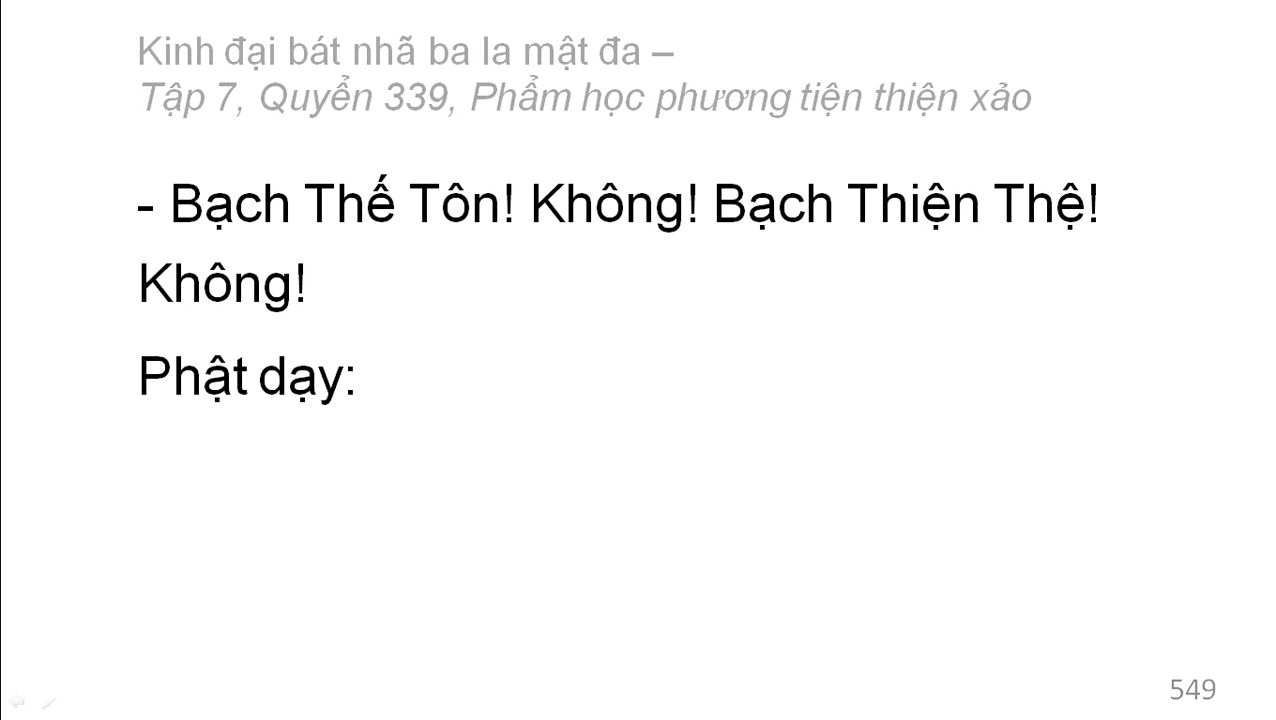 Kinh đại bát nhã ba la mật đa –
Tập 7, Quyển 339, Phẩm học phương tiện thiện xảo
- Bạch Thế Tôn! Không! Bạch Thiện Thệ!
Không!
Phật dạy:
549